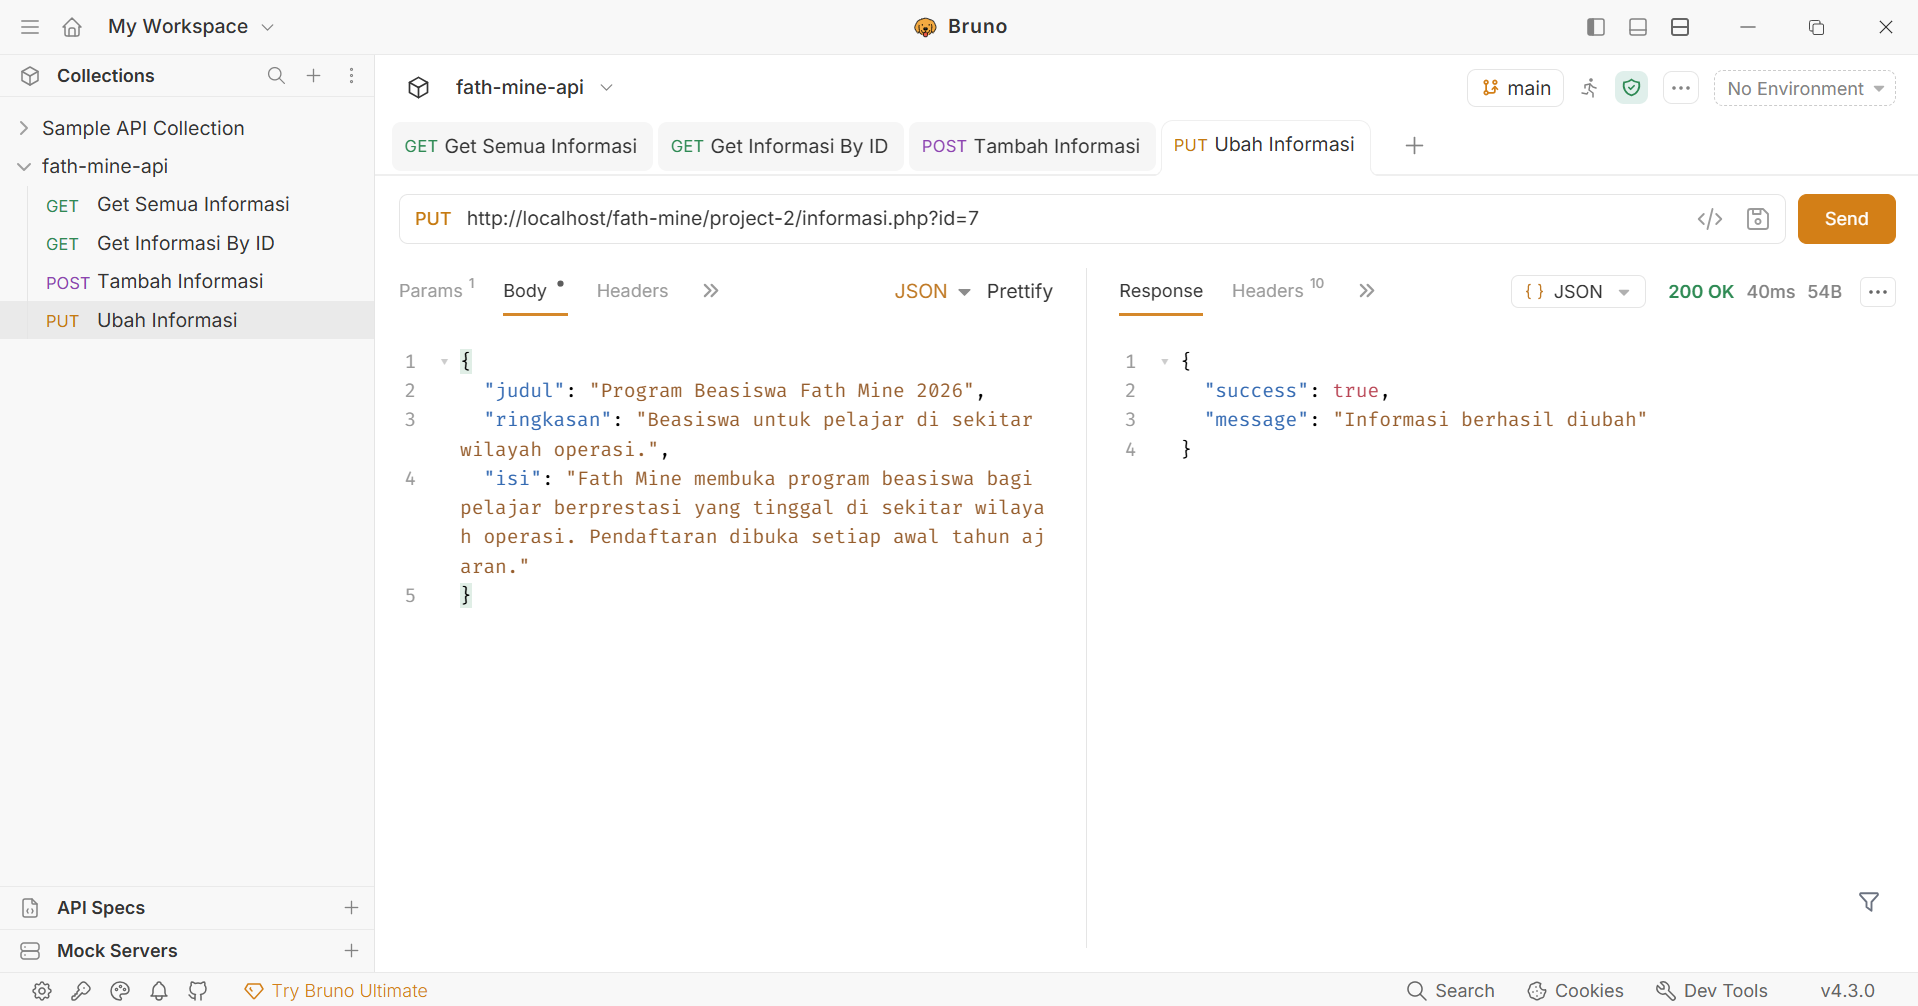 My Workspace
Bruno
Collections
Sample API Collection
fath-mine-api
GET Get Semua Informasi
GET Get Informasi By ID
POST Tambah Informasi
PUT Ubah Informasi
API Specs
Mock Servers
fath-mine-api
main
No Environment
GET Get Semua Informasi
GET Get Informasi By ID
POST Tambah Informasi
PUT Ubah Informasi
PUT http://localhost/fath-mine/project-2/informasi.php?id=7
Send
Params 1
Body
Headers
JSON
Prettify
1 {
2 "judul": "Program Beasiswa Fath Mine 2026",
3 "ringkasan": "Beasiswa untuk pelajar di sekitar
wilayah operasi.",
4 "isi": "Fath Mine membuka program beasiswa bagi
pelajar berprestasi yang tinggal di sekitar wilaya
h operasi. Pendaftaran dibuka setiap awal tahun aj
aran."
5 }
Response
Headers 10
{ } JSON
200 OK 40ms 54B
1 {
2 "success": true,
3 "message": "Informasi berhasil diubah"
4 }
Try Bruno Ultimate
Search
Cookies
Dev Tools
v4.3.0